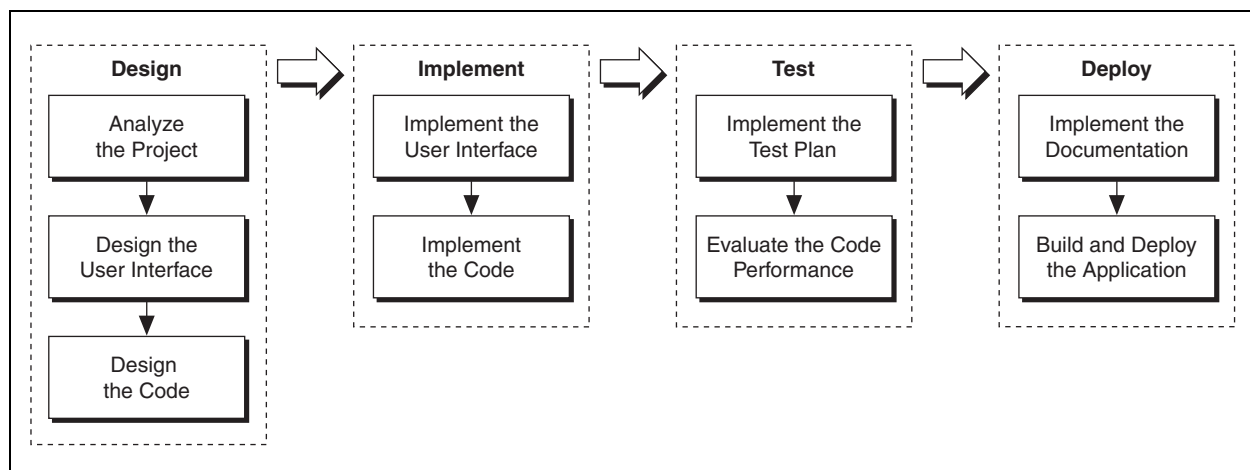 Design
Analyze
the Project
Design the
User Interface
Design
the Code
Implement
Implement the
User Interface
Implement
the Code
Test
Implement the
Test Plan
Evaluate the Code
Performance
Deploy
Implement the
Documentation
Build and Deploy
the Application